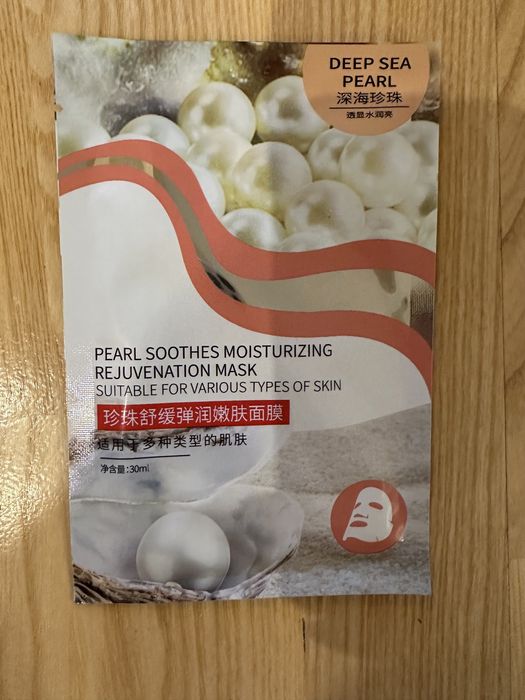 DEEP SEA
PEARL
深海珍珠
透显水润亮
PEARL SOOTHES MOISTURIZING
REJUVENATION MASK
SUITABLE FOR VARIOUS TYPES OF SKIN
珍珠舒缓弹润嫩肤面膜
适用于多种类型的肌肤
净含量:30ml